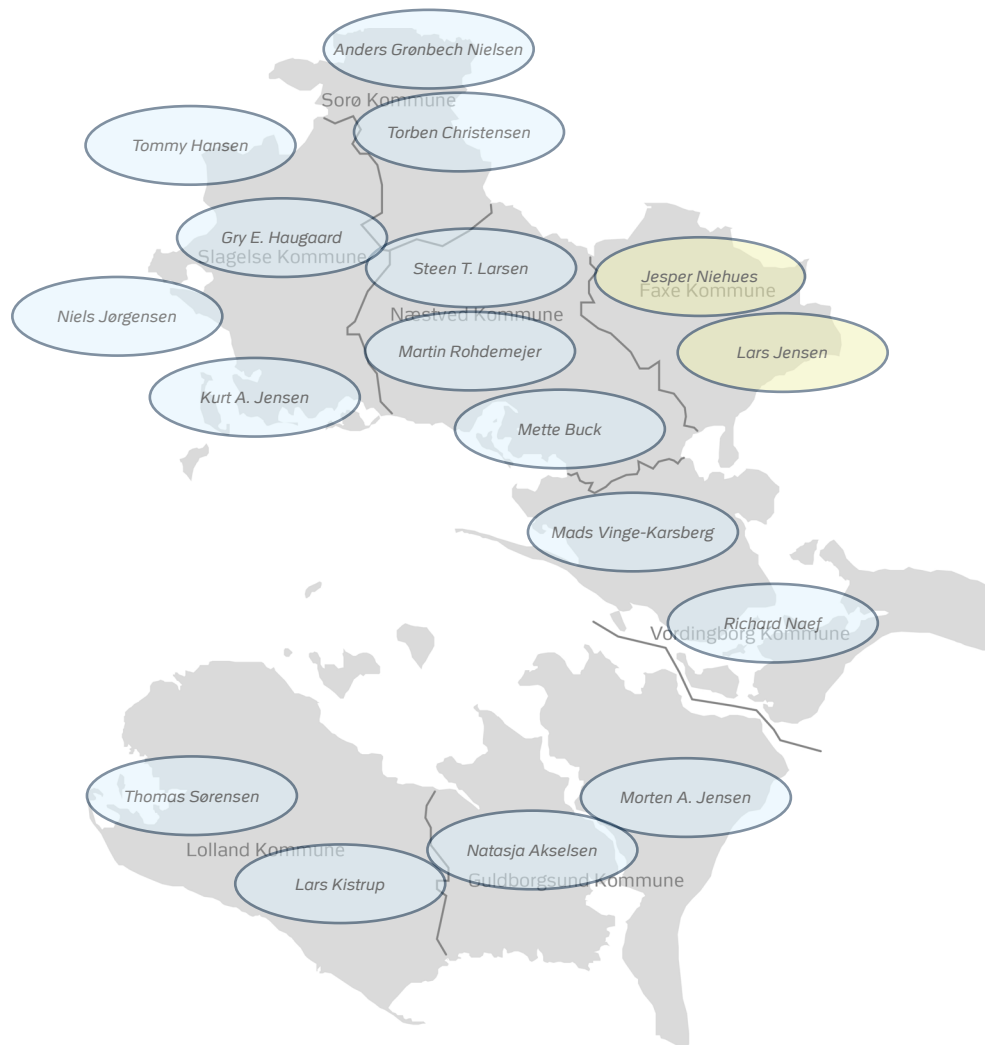 Anders Grønbech Nielsen
Sorø Kommune
Torben Christensen
Tommy Hansen
Gry E. Haugaard
Slagelse Kommune
Steen T. Larsen
Jesper Niehues
Faxe Kommune
Niels Jørgensen
Næstved Kommune
Martin Rohdemejer
Lars Jensen
Kurt A. Jensen
Mette Buck
Mads Vinge-Karsberg
Richard Naef
Vordingborg Kommune
Thomas Sørensen
Morten A. Jensen
Lolland Kommune
Natasja Akselsen
Lars Kistrup
Guldborgsund Kommune